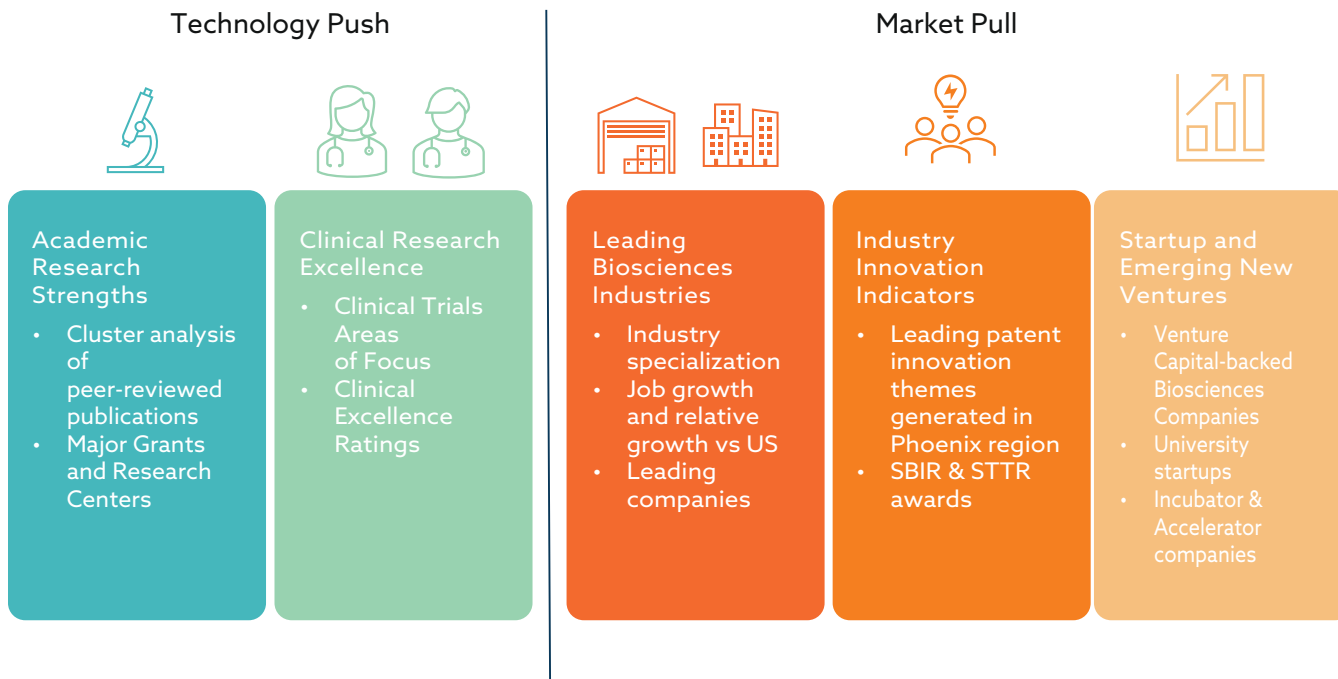 Technology Push
Market Pull
Academic
Research
Strengths
• Cluster analysis
of
peer-reviewed
publications
• Major Grants
and Research
Centers
Clinical Research
Excellence
• Clinical Trials
Areas
of Focus
• Clinical
Excellence
Ratings
Leading
Biosciences
Industries
• Industry
specialization
• Job growth
and relative
growth vs US
• Leading
companies
Industry
Innovation
Indicators
• Leading patent
innovation
themes
generated in
Phoenix region
• SBIR & STTR
awards
Startup and
Emerging New
Ventures
• Venture
Capital-backed
Biosciences
Companies
• University
startups
• Incubator &
Accelerator
companies